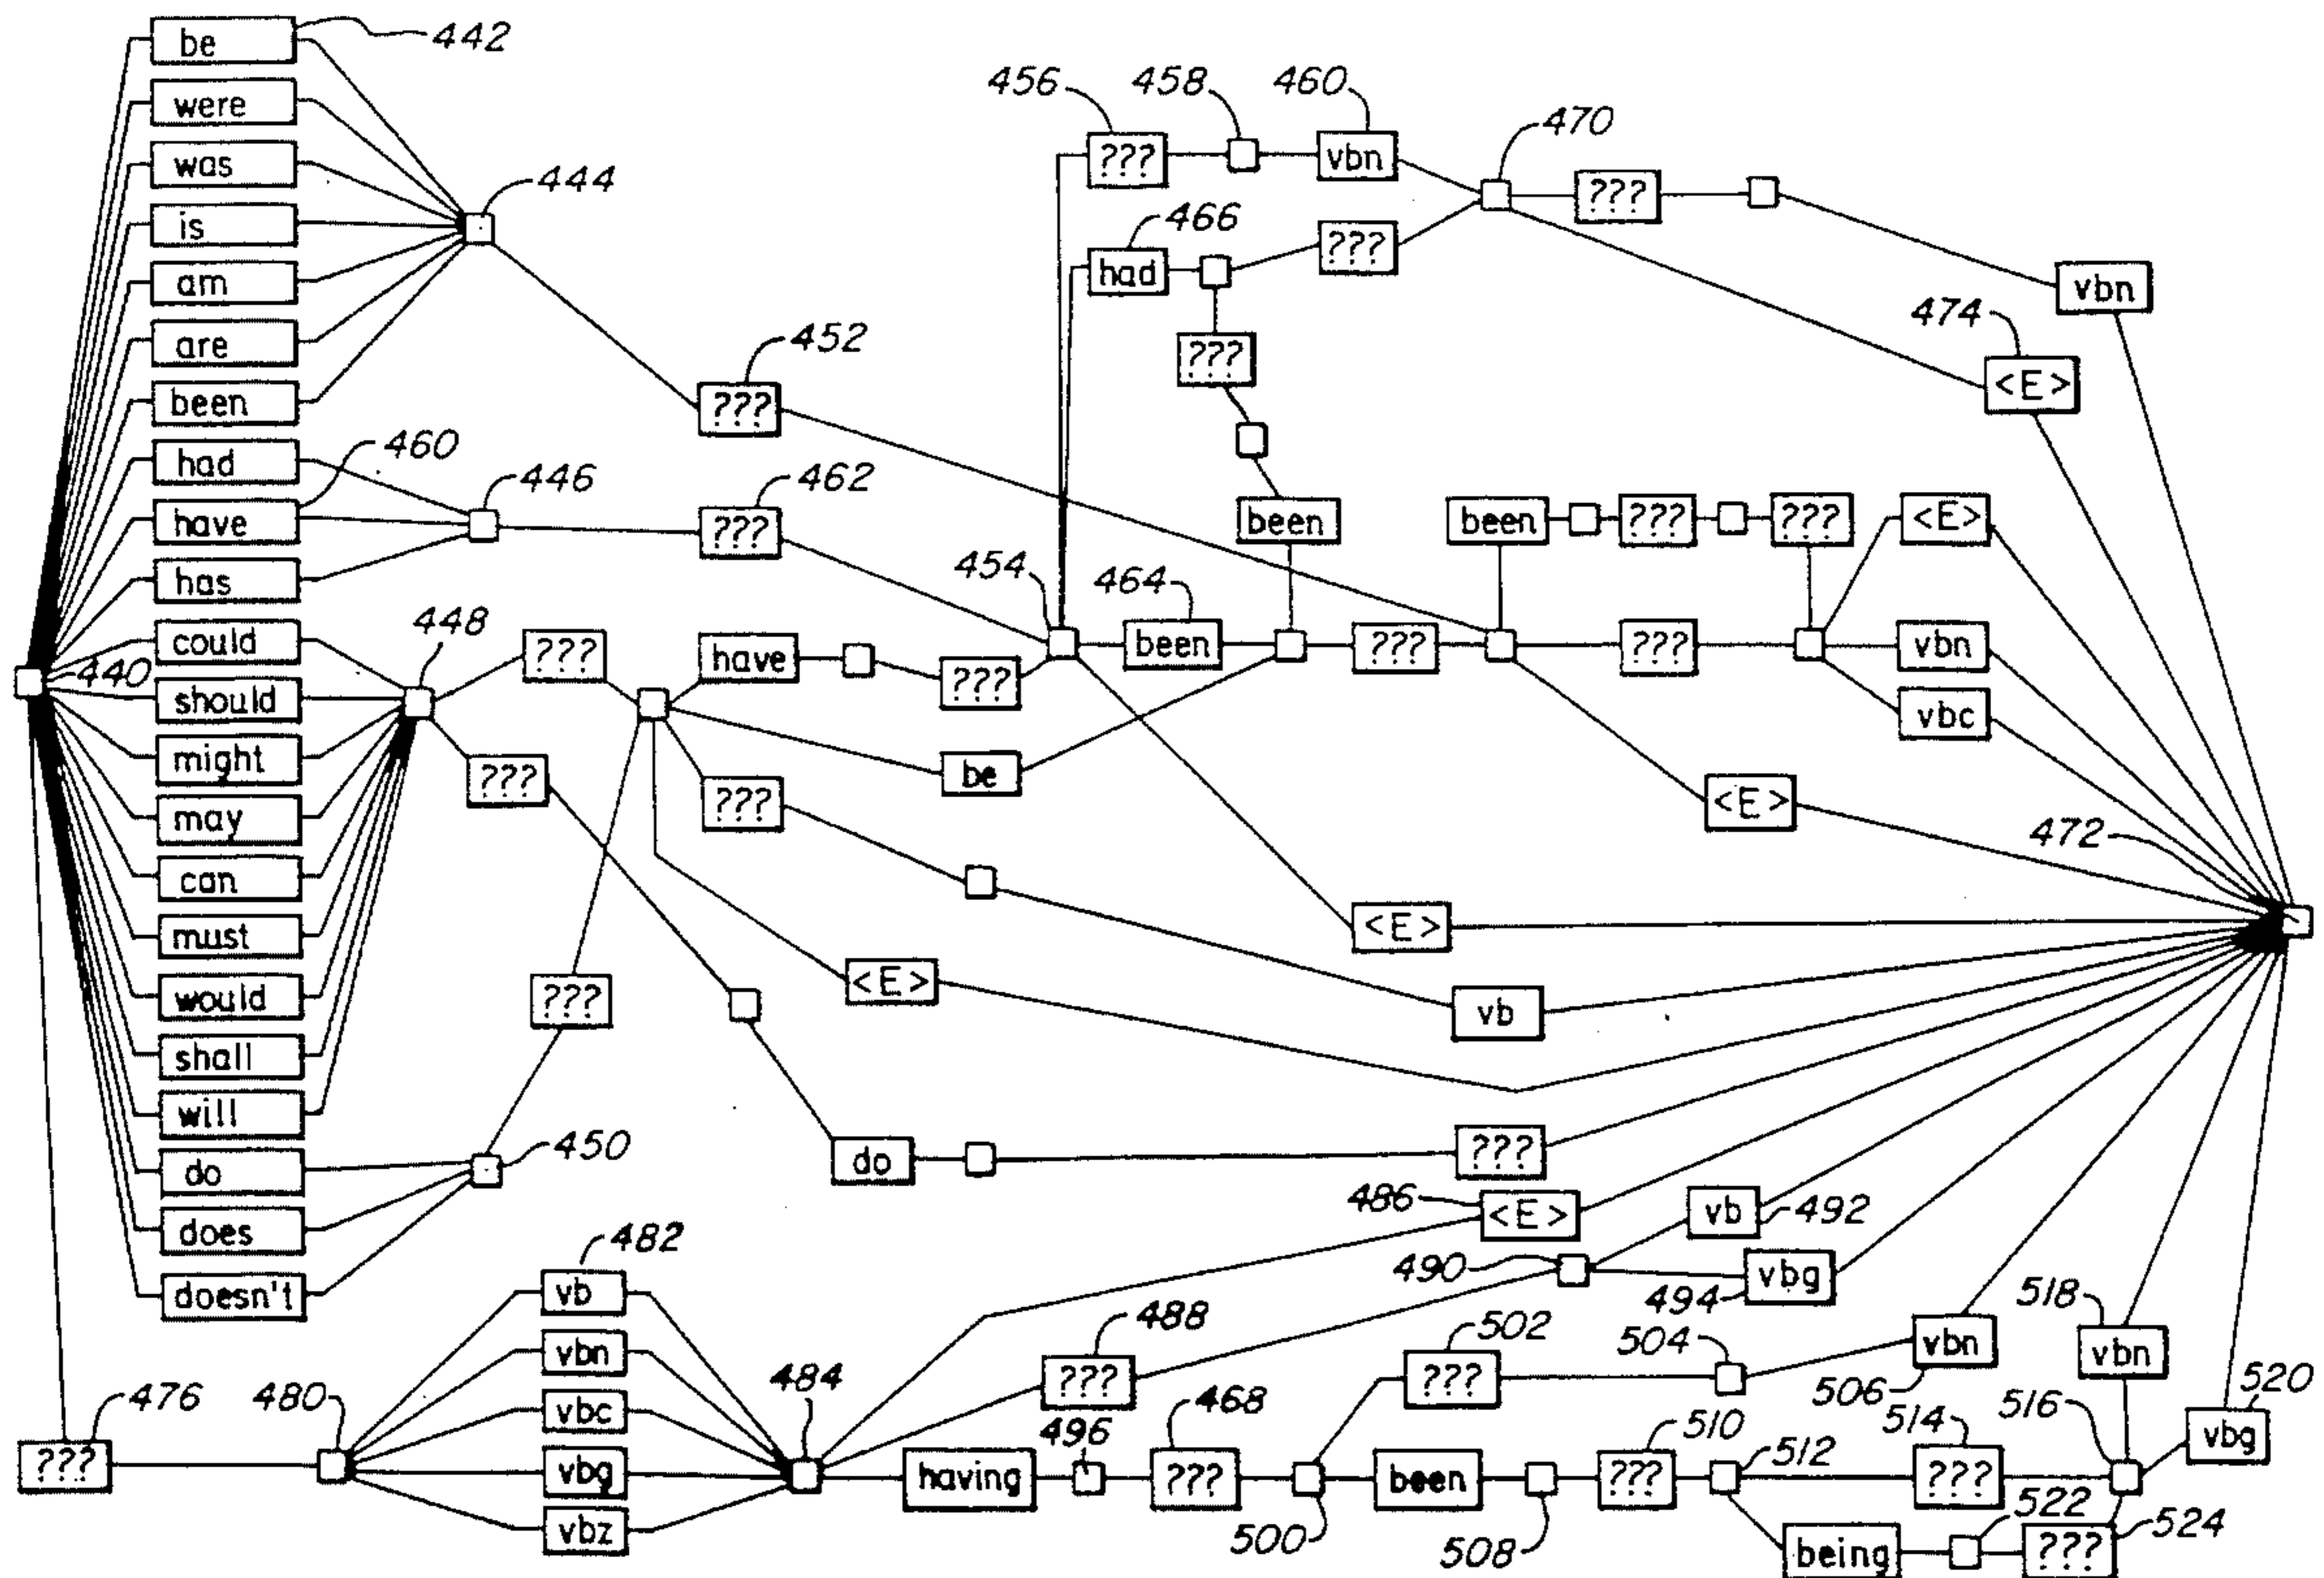 be 442
were
was
is
am
are
been
had
have 460
has
could
should
might
may
can
must
would
shall
will
do
does
doesn't
440
444
446
448
450
??? 452
??? 462
454
???
???
have
???
be
???
???
<E>
do
???
456 458 460
??? vbn
470
???
vbn
466
had
???
???
been
464
been
???
been ??? ???
<E>
???
vbn
vbc
474
<E>
<E>
472
<E>
vb
476
???
480
482
vb
vbn
vbc
vbg
vbz
484
486
<E>
488
???
490
vb 492
494 vbg
having
496
468
???
500
502
???
504
506 vbn
been
508
510
???
512
514
???
516
518
vbn
520
vbg
being
522
??? 524